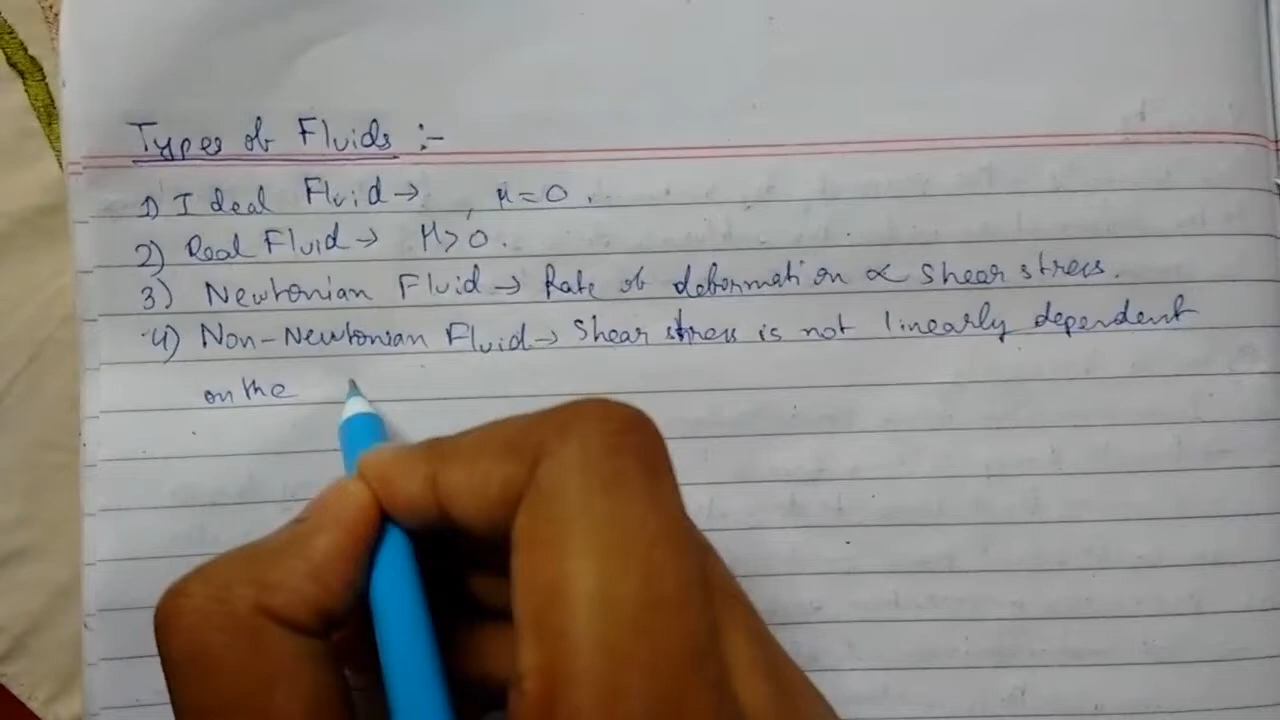 Types of Fluids :-
1) Ideal Fluid → , μ = 0 .
2) Real Fluid → μ > 0 .
3) Newtonian Fluid → Rate of deformation ∝ shear stress.
4) Non-Newtonian Fluid → Shear stress is not linearly dependent
on the